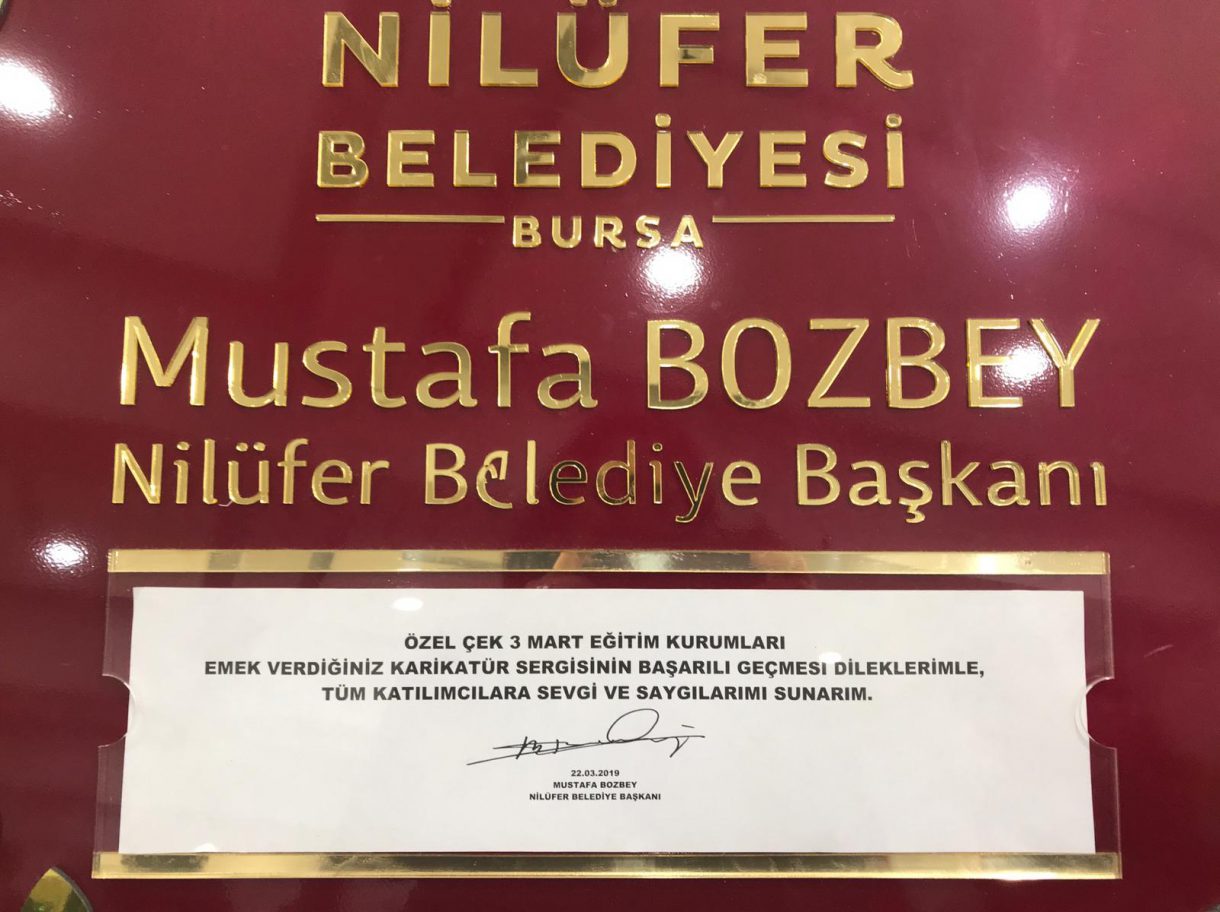 NİLÜFER
BELEDİYESİ
BURSA
Mustafa BOZBEY
Nilüfer Belediye Başkanı
ÖZEL ÇEK 3 MART EĞİTİM KURUMLARI
EMEK VERDİĞİNİZ KARİKATÜR SERGİSİNİN BAŞARILI GEÇMESİ DİLEKLERİMLE,
TÜM KATILIMCILARA SEVGİ VE SAYGILARIMI SUNARIM.
22.03.2019
MUSTAFA BOZBEY
NİLÜFER BELEDİYE BAŞKANI